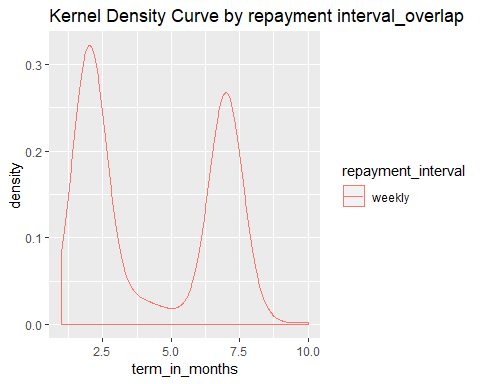 Kernel Density Curve by repayment interval_overlap
0.3
0.2
0.1
0.0
density
2.5 5.0 7.5 10.0
term_in_months
repayment_interval
weekly